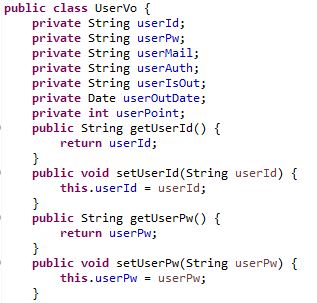 public class UserVo {
    private String userId;
    private String userPw;
    private String userMail;
    private String userAuth;
    private String userIsOut;
    private Date userOutDate;
    private int userPoint;
    public String getUserId() {
        return userId;
    }
    public void setUserId(String userId) {
        this.userId = userId;
    }
    public String getUserPw() {
        return userPw;
    }
    public void setUserPw(String userPw) {
        this.userPw = userPw;
    }